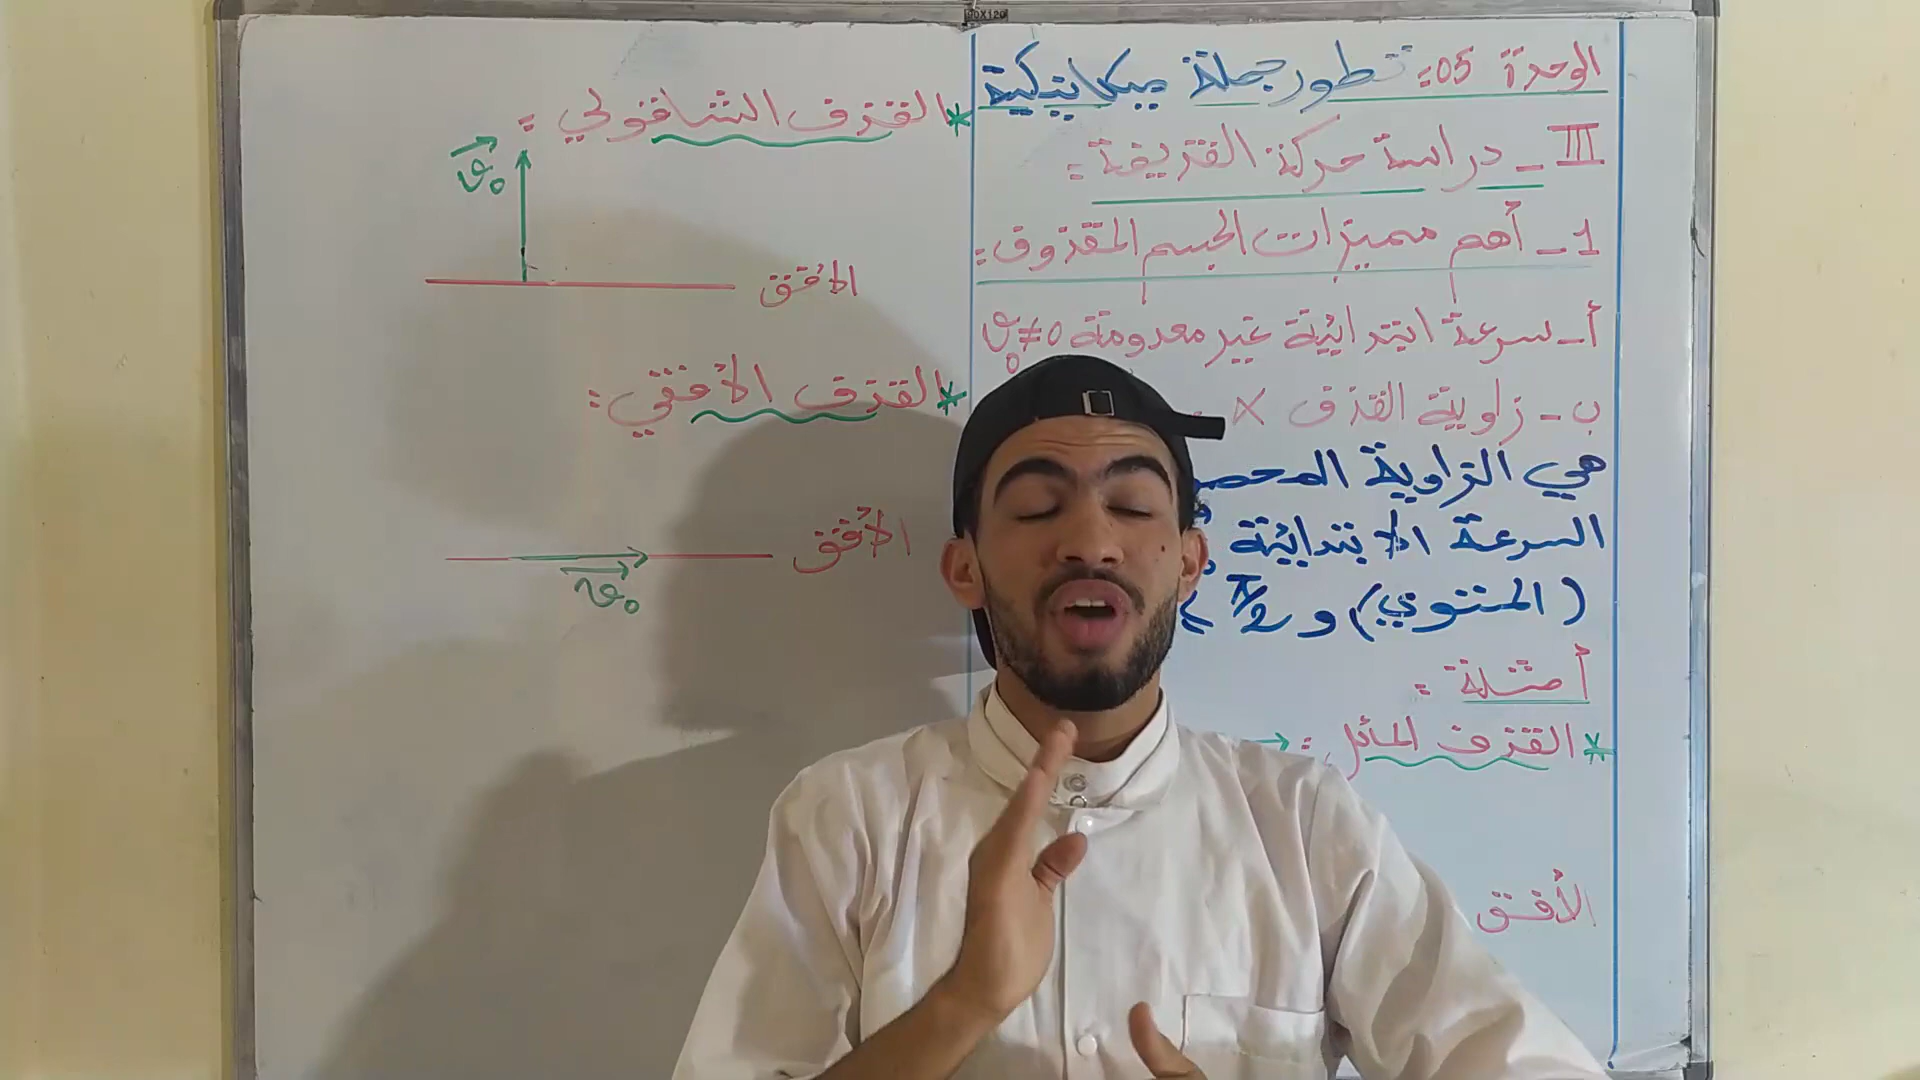 الوحدة 05: تطور جملة ميكانيكية
III - دراسة حركة القذيفة:
1 - أهم مميزات الجسم المقذوف:
أ - سرعة ابتدائية غير معدومة v₀≠0
ب - زاوية القذف α
هي الزاوية
السرعة الابتدائية
(المنتوي) و π/2
أمثلة:
* القذف المائل:
الأفق
* القذف الشاقولي:
v₀
الأفق
* القذف الأفقي:
الأفق
v₀
90X120